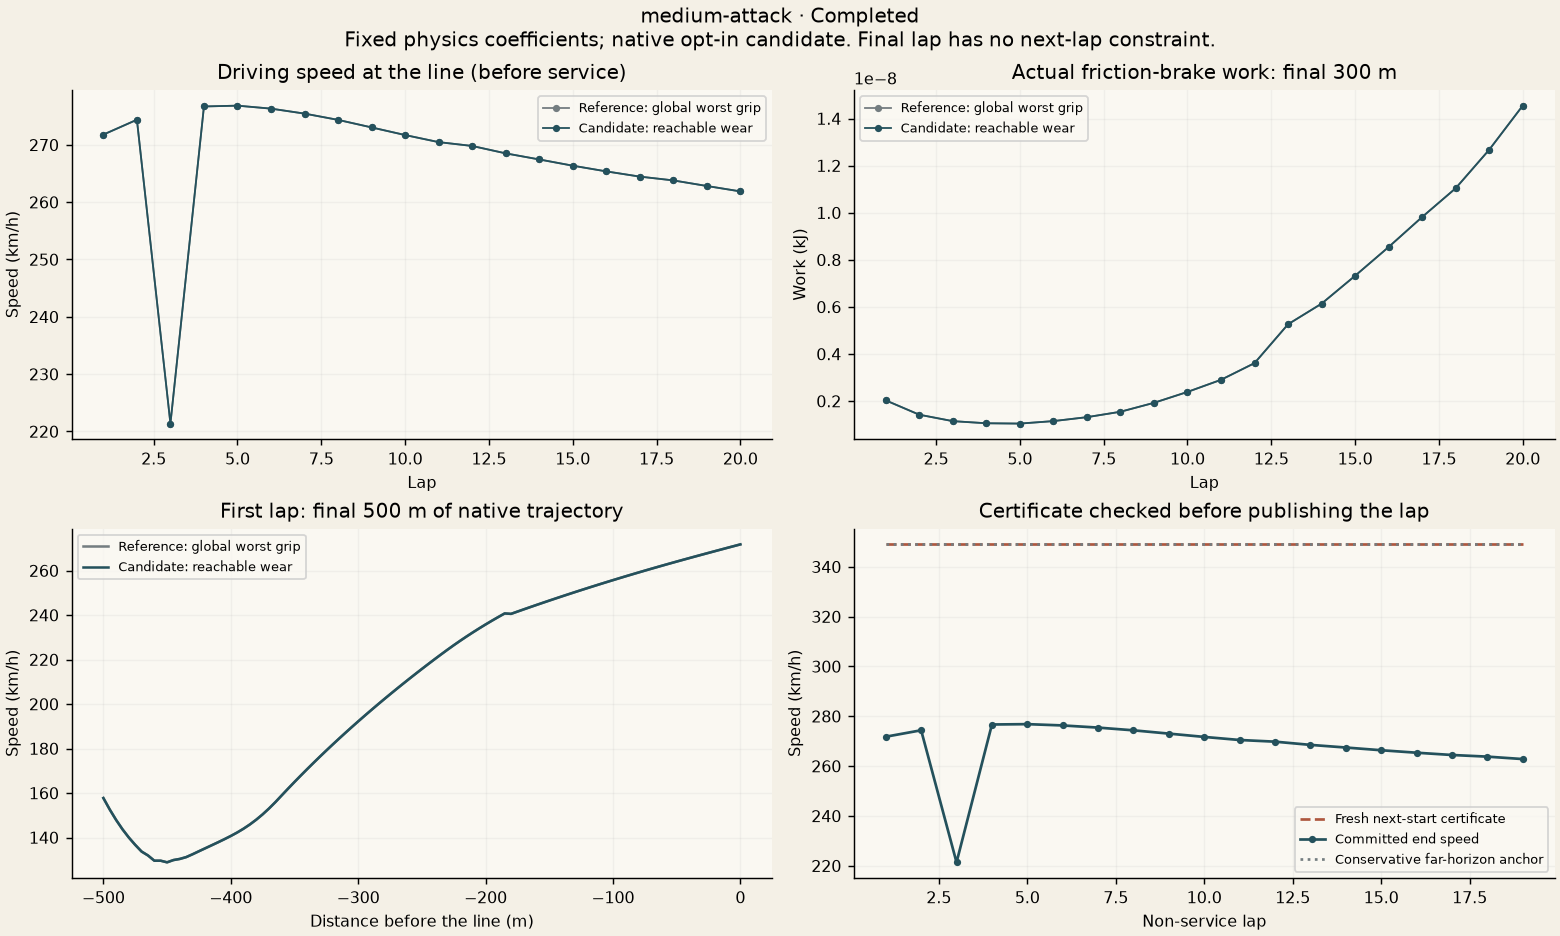 medium-attack · Completed
Fixed physics coefficients; native opt-in candidate. Final lap has no next-lap constraint.
Driving speed at the line (before service)
Reference: global worst grip
Candidate: reachable wear
270
260
250
240
230
220
Speed (km/h)
2.5 5.0 7.5 10.0 12.5 15.0 17.5 20.0
Lap
Actual friction-brake work: final 300 m
1e−8
Reference: global worst grip
Candidate: reachable wear
1.4
1.2
1.0
0.8
0.6
0.4
0.2
Work (kJ)
2.5 5.0 7.5 10.0 12.5 15.0 17.5 20.0
Lap
First lap: final 500 m of native trajectory
Reference: global worst grip
Candidate: reachable wear
260
240
220
200
180
160
140
Speed (km/h)
−500 −400 −300 −200 −100 0
Distance before the line (m)
Certificate checked before publishing the lap
340
320
300
280
260
240
220
Speed (km/h)
Fresh next-start certificate
Committed end speed
Conservative far-horizon anchor
2.5 5.0 7.5 10.0 12.5 15.0 17.5
Non-service lap